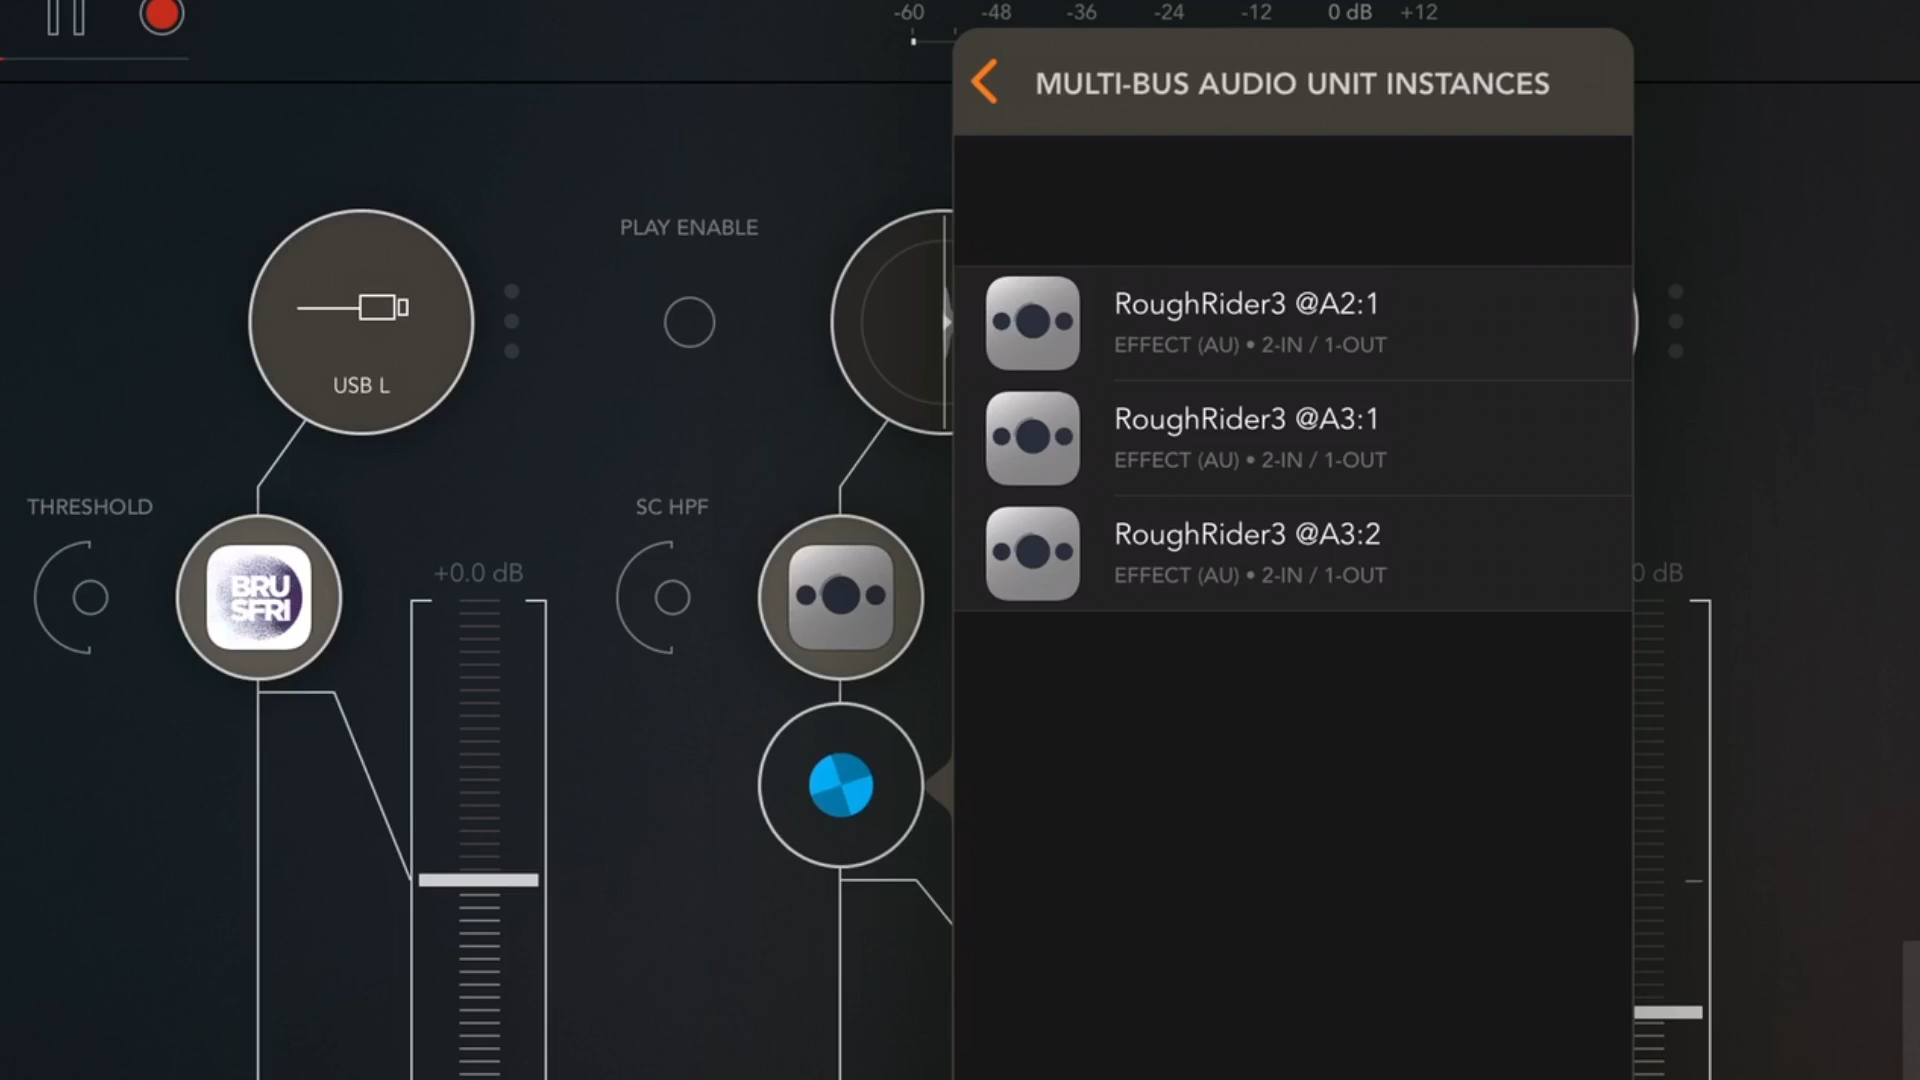 -60 -48 -36 -24 -12 0 dB +12
MULTI-BUS AUDIO UNIT INSTANCES
PLAY ENABLE
RoughRider3 @A2:1
EFFECT (AU) • 2-IN / 1-OUT
USB L
RoughRider3 @A3:1
EFFECT (AU) • 2-IN / 1-OUT
THRESHOLD
SC HPF
RoughRider3 @A3:2
EFFECT (AU) • 2-IN / 1-OUT
+0.0 dB
0 dB
BRU
SFRI